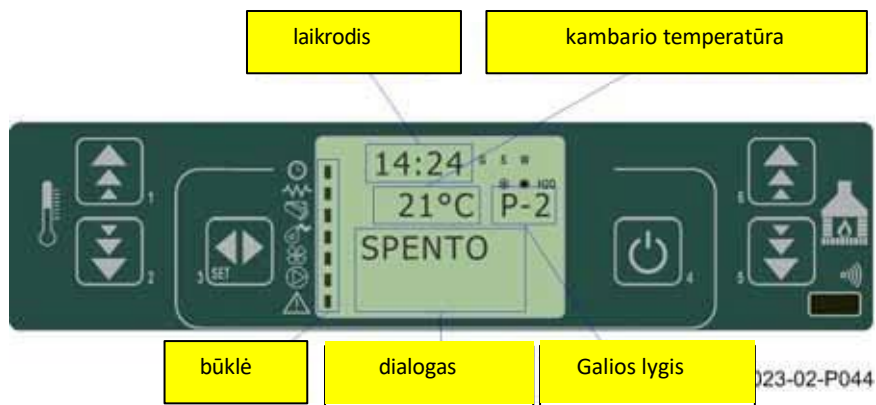 laikrodis
kambario temperatūra
14:24 G S W
21°C P-2
SPENTO
1
2
3 SET
4
5
6
būklė
dialogas
Galios lygis
023-02-P044